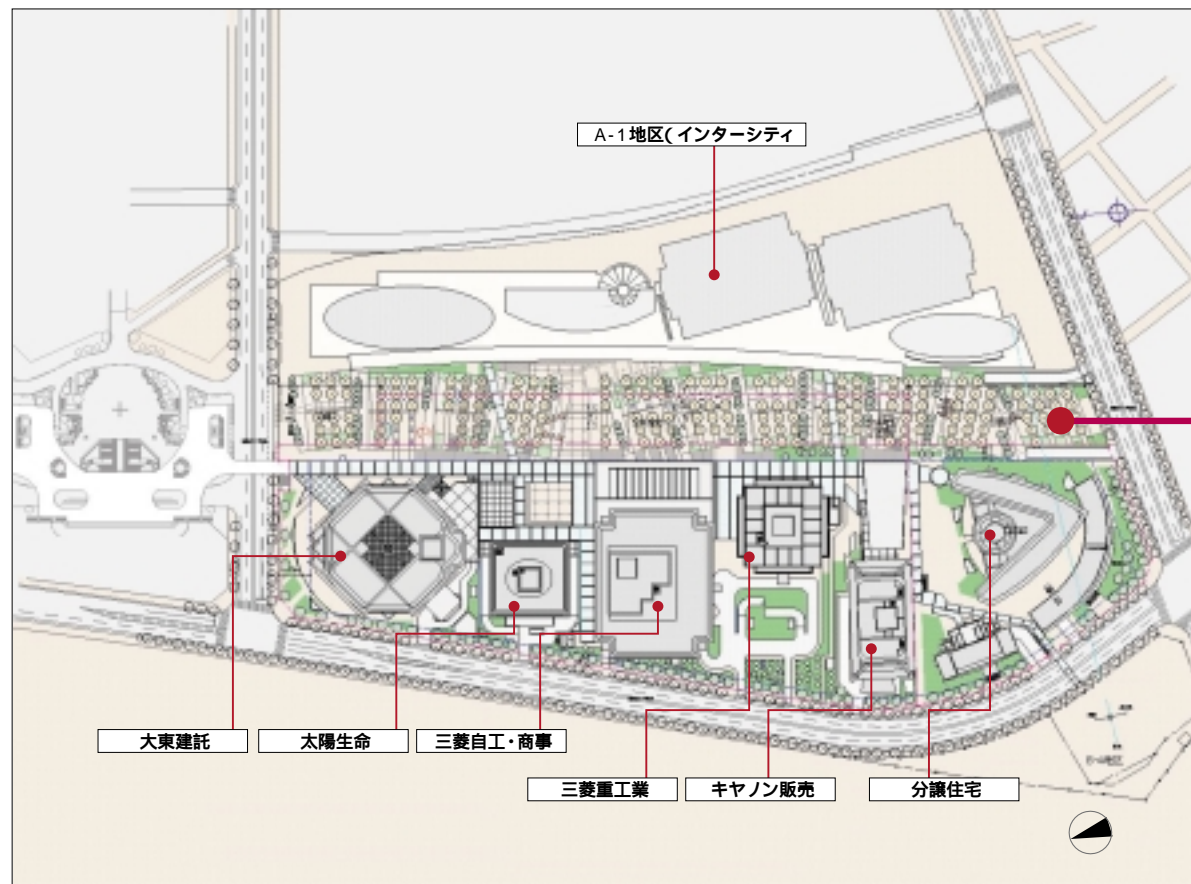 A-1地区(インターシティ
大東建託
太陽生命
三菱自工・商事
三菱重工業
キヤノン販売
分譲住宅